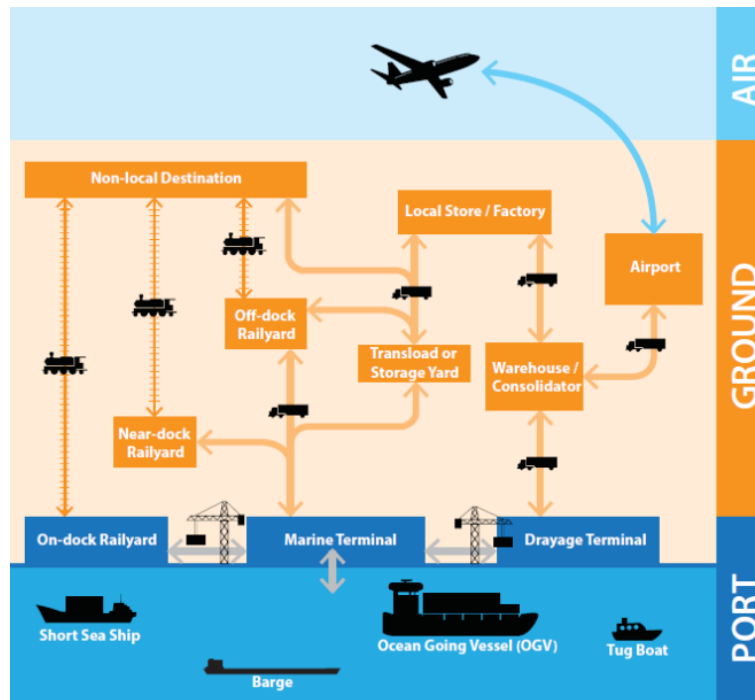 AIR
Non-local Destination
Local Store / Factory
Airport
GROUND
Off-dock
Railyard
Transload or
Storage Yard
Warehouse /
Consolidator
Near-dock
Railyard
On-dock Railyard
Marine Terminal
Drayage Terminal
PORT
Short Sea Ship
Ocean Going Vessel (OGV)
Tug Boat
Barge